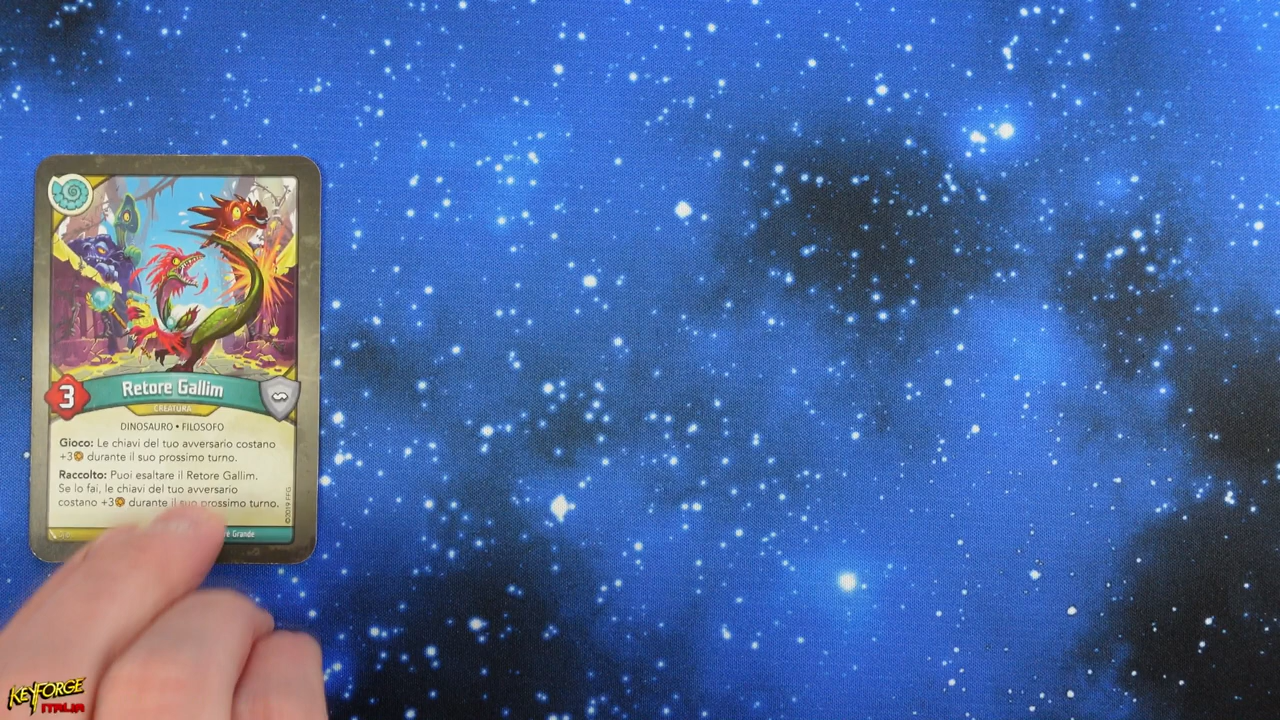 Retore Gallim
3
CREATURA
DINOSAURO • FILOSOFO
Gioco: Le chiavi del tuo avversario costano
+3 durante il suo prossimo turno.
Raccolto: Puoi esaltare il Retore Gallim.
Se lo fai, le chiavi del tuo avversario
costano +3 durante il suo prossimo turno.
©2019 FFG
Grande
KEYFORGE
ITALIA